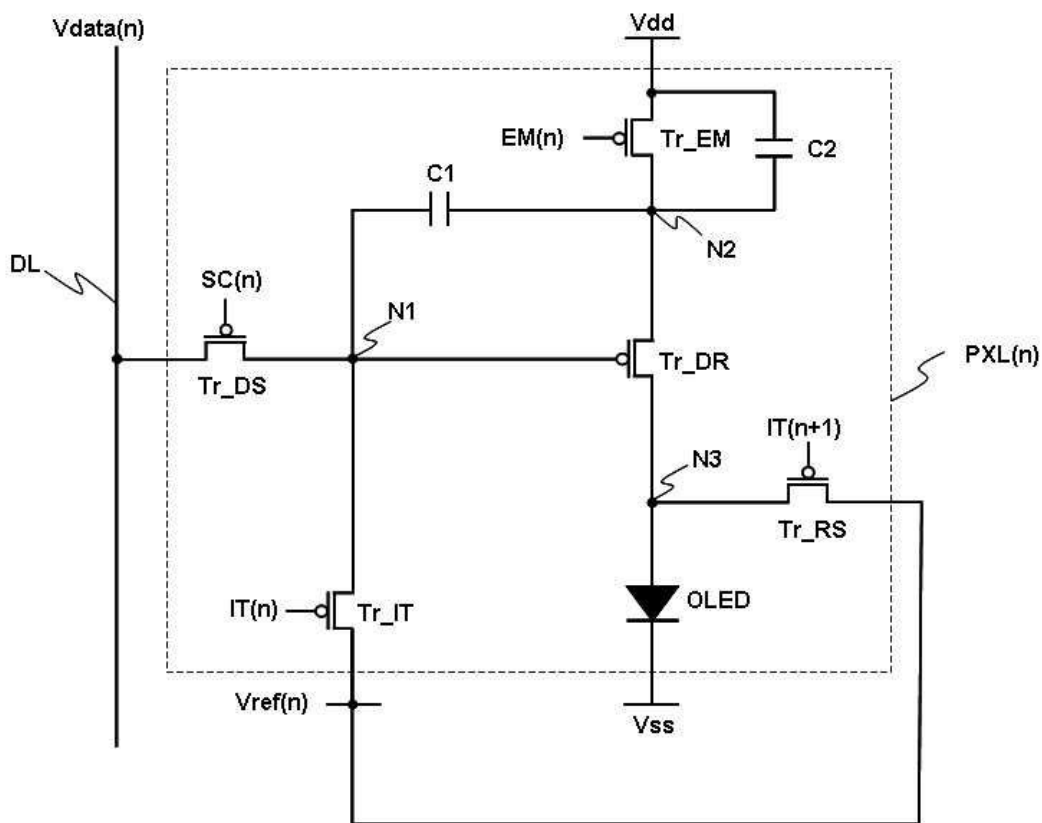 Vdata(n)
Vdd
EM(n)
Tr_EM
C2
C1
N2
DL
SC(n)
N1
Tr_DS
Tr_DR
PXL(n)
IT(n+1)
N3
Tr_RS
IT(n)
Tr_IT
OLED
Vref(n)
Vss